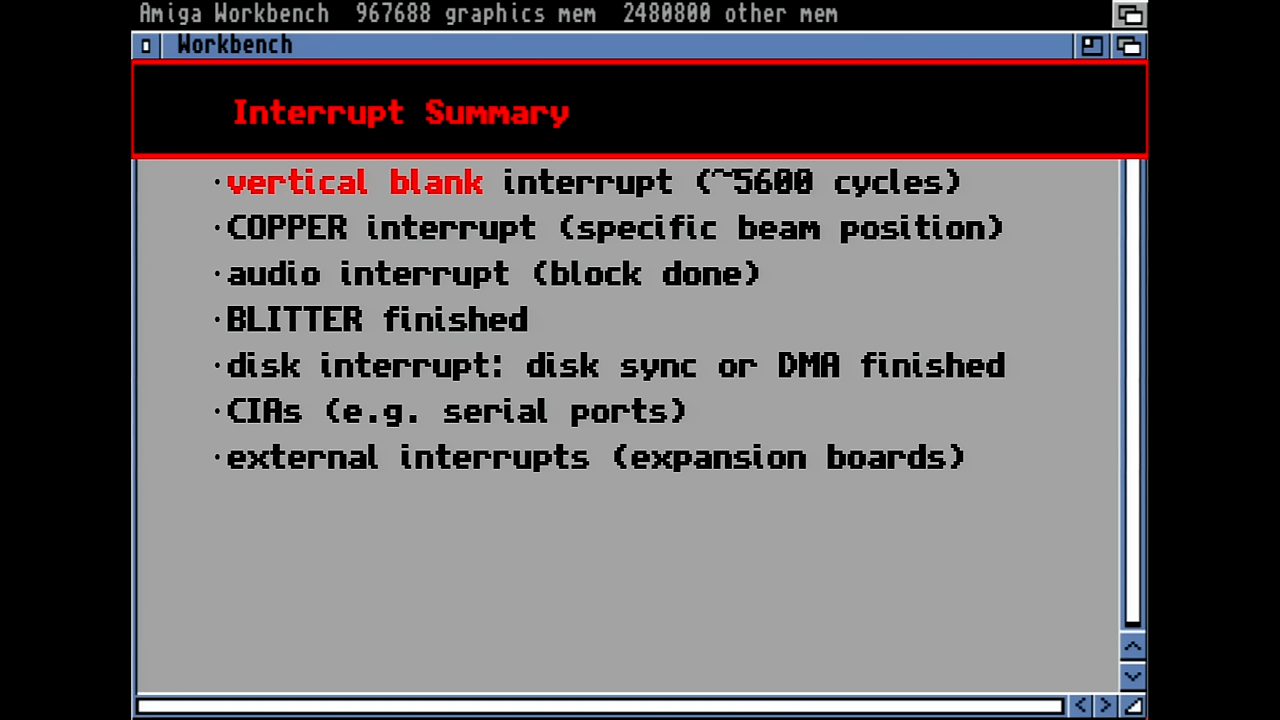 Amiga Workbench 967688 graphics mem 2480800 other mem
Workbench
Interrupt Summary
·vertical blank interrupt (~5600 cycles)
·COPPER interrupt (specific beam position)
·audio interrupt (block done)
·BLITTER finished
·disk interrupt: disk sync or DMA finished
·CIAs (e.g. serial ports)
·external interrupts (expansion boards)